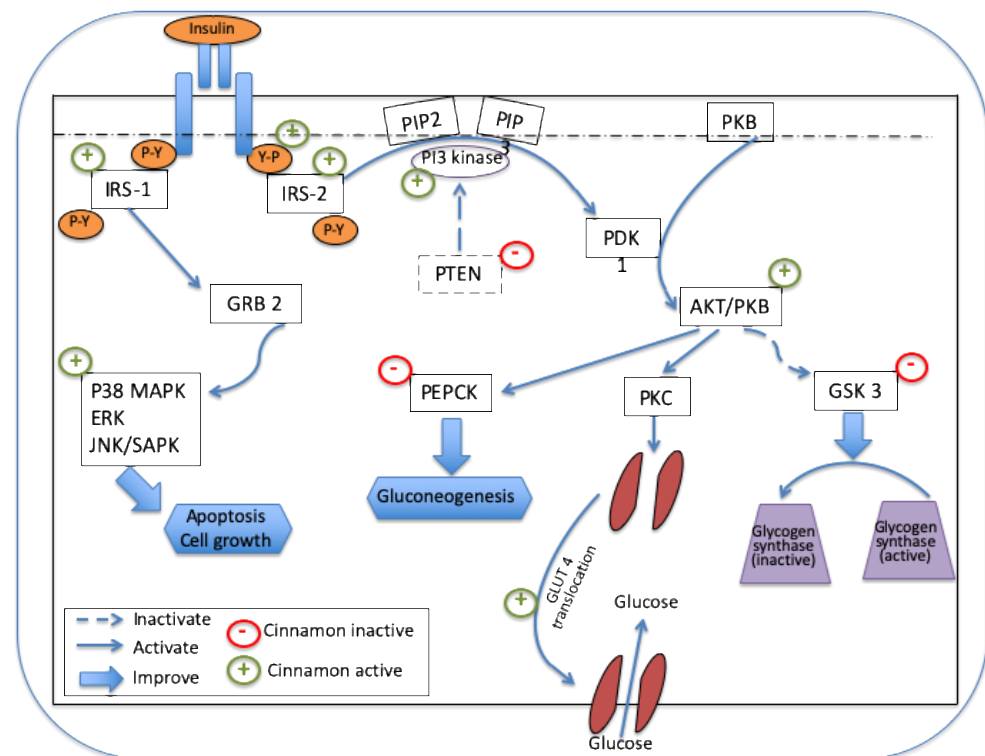 Insulin
PIP2
PIP
3
PKB
P-Y
Y-P
+
+
+
PI3 kinase
+
IRS-1
IRS-2
P-Y
P-Y
PDK
1
PTEN
-
+
GRB 2
AKT/PKB
+
P38 MAPK
ERK
JNK/SAPK
-
PEPCK
PKC
GSK 3
-
Gluconeogenesis
Apoptosis
Cell growth
Glycogen
synthase
(inactive)
Glycogen
synthase
(active)
GLUT 4
translocation
+
Glucose
Glucose
Inactivate
Activate
Improve
- Cinnamon inactive
+ Cinnamon active